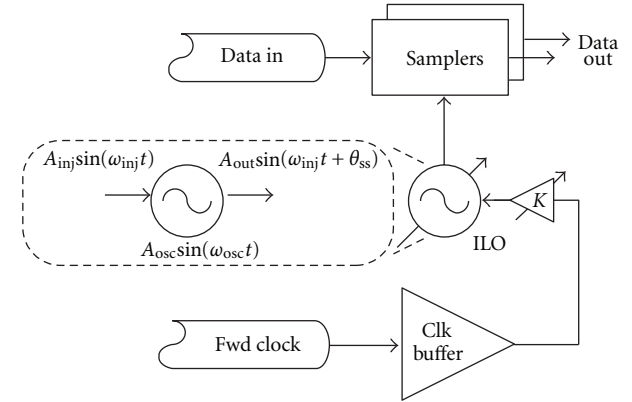 Data in
Samplers
Data
out
A_inj sin(ω_inj t)
A_out sin(ω_inj t + θ_ss)
A_osc sin(ω_osc t)
K
ILO
Fwd clock
Clk
buffer